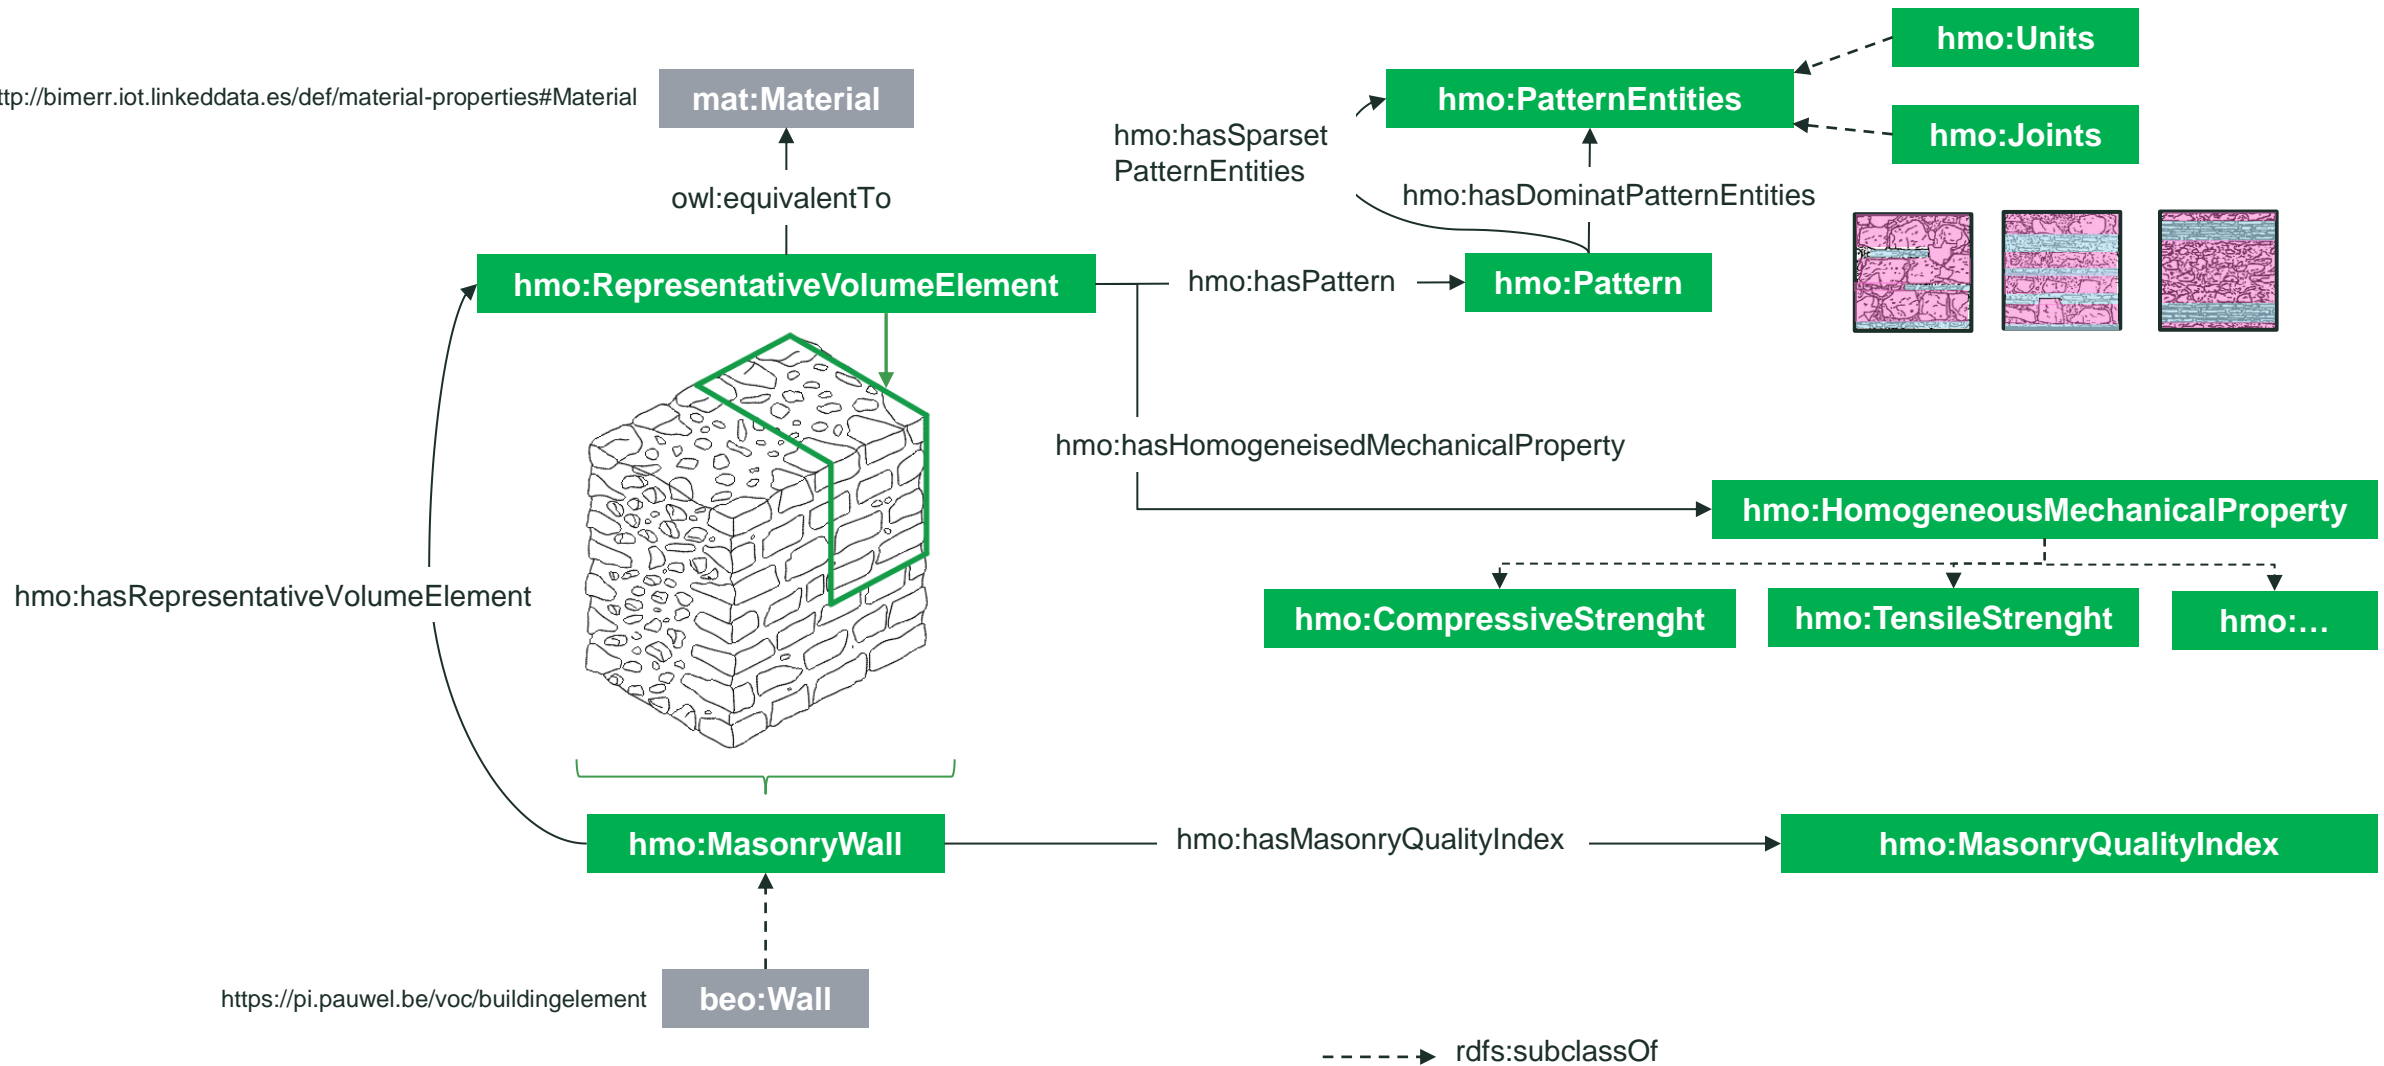 hmo:Units
ttp://bimerr.iot.linkeddata.es/def/material-properties#Material
mat:Material
hmo:PatternEntities
hmo:Joints
hmo:hasSparset
PatternEntities
owl:equivalentTo
hmo:hasDominatPatternEntities
hmo:RepresentativeVolumeElement
hmo:hasPattern
hmo:Pattern
hmo:hasHomogeneisedMechanicalProperty
hmo:HomogeneousMechanicalProperty
hmo:hasRepresentativeVolumeElement
hmo:CompressiveStrenght
hmo:TensileStrenght
hmo:...
hmo:MasonryWall
hmo:hasMasonryQualityIndex
hmo:MasonryQualityIndex
https://pi.pauwel.be/voc/buildingelement
beo:Wall
rdfs:subclassOf